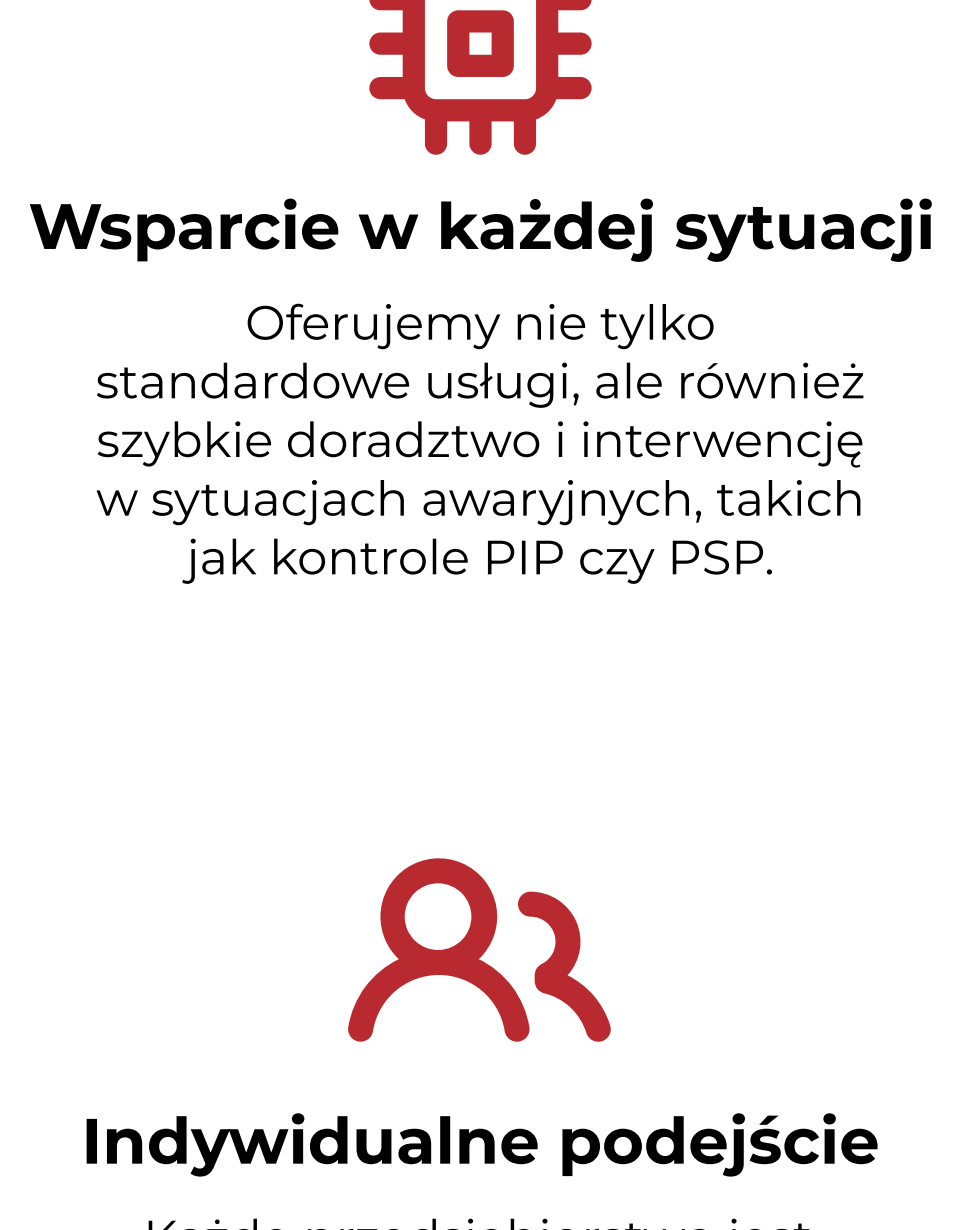 Wsparcie w każdej sytuacji
Oferujemy nie tylko
standardowe usługi, ale również
szybkie doradztwo i interwencję
w sytuacjach awaryjnych, takich
jak kontrole PIP czy PSP.
Indywidualne podejście